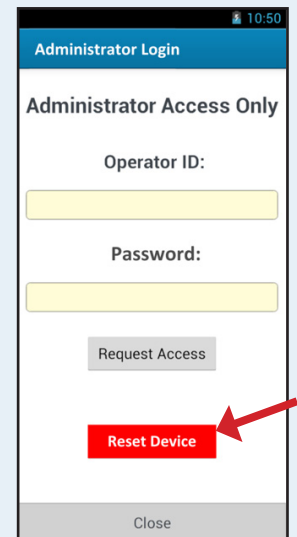 10:50
Administrator Login
Administrator Access Only
Operator ID:
Password:
Request Access
Reset Device
Close